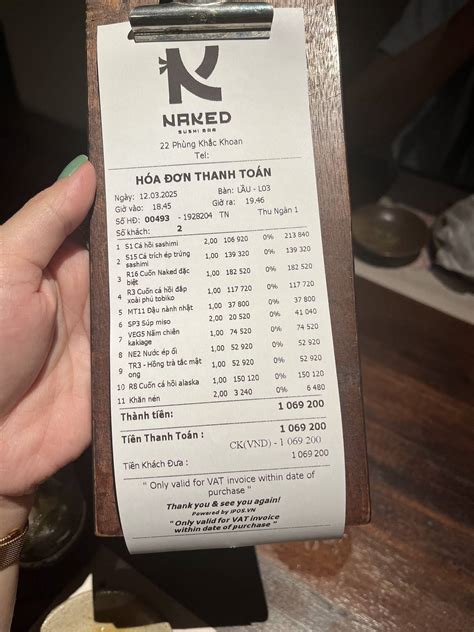 NAKED
SUSHI BAR
22 Phùng Khắc Khoan
Tel:
HÓA ĐƠN THANH TOÁN
Ngày: 12.03.2025 Bàn: LẦU - L03
Giờ vào: 18.45 Giờ ra: 19.46
Số HĐ: 00493 - 1928204 TN Thu Ngân 1
Số khách: 2
1 S1 Cá hồi sashimi 2,00 106 920 0% 213 840
2 S15 Cá trích ép trứng sashimi 1,00 139 320 0% 139 320
3 R16 Cuốn Naked đặc biệt 1,00 182 520 0% 182 520
4 R3 Cuốn cá hồi đắp xoài phủ tobiko 1,00 117 720 0% 117 720
5 MT11 Đậu nành nhật 1,00 37 800 0% 37 800
6 SP3 Súp miso 2,00 20 520 0% 41 040
7 VEG5 Nấm chiên kakiage 1,00 74 520 0% 74 520
8 NE2 Nước ép ổi 1,00 52 920 0% 52 920
9 TR3 - Hồng trà tắc mật ong 1,00 52 920 0% 52 920
10 R8 Cuốn cá hồi alaska 1,00 150 120 0% 150 120
11 Khăn nén 2,00 3 240 0% 6 480
Thành tiền: 1 069 200
Tiền Thanh Toán : 1 069 200
CK(VND) - 1 069 200
Tiền Khách Đưa : 1 069 200
" Only valid for VAT invoice within date of
purchase "
Thank you & see you again!
Powered by IPOS.VN
"Only valid for VAT invoice
within date of purchase "